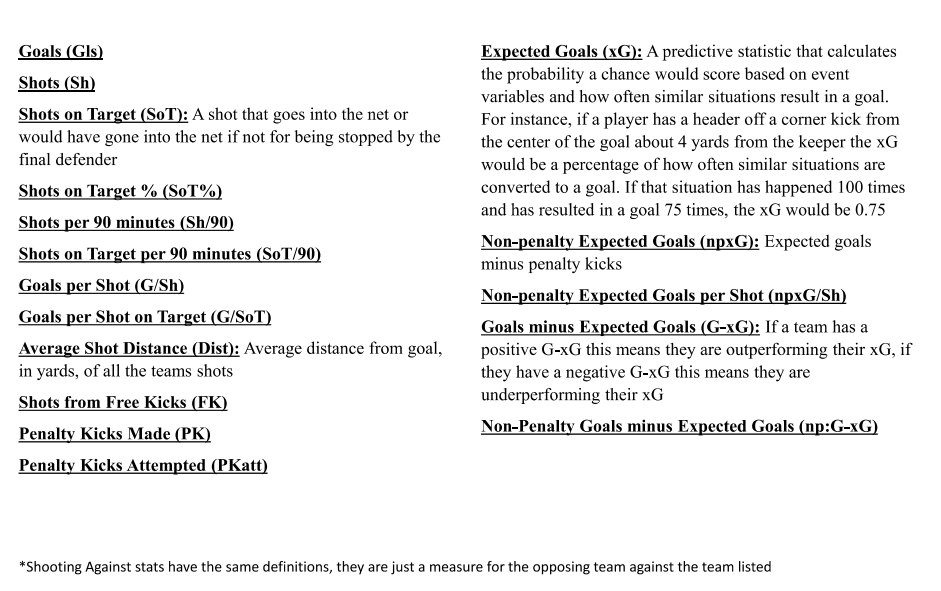 Goals (Gls)
Shots (Sh)
Shots on Target (SoT): A shot that goes into the net or
would have gone into the net if not for being stopped by the
final defender
Shots on Target % (SoT%)
Shots per 90 minutes (Sh/90)
Shots on Target per 90 minutes (SoT/90)
Goals per Shot (G/Sh)
Goals per Shot on Target (G/SoT)
Average Shot Distance (Dist): Average distance from goal,
in yards, of all the teams shots
Shots from Free Kicks (FK)
Penalty Kicks Made (PK)
Penalty Kicks Attempted (PKatt)
Expected Goals (xG): A predictive statistic that calculates
the probability a chance would score based on event
variables and how often similar situations result in a goal.
For instance, if a player has a header off a corner kick from
the center of the goal about 4 yards from the keeper the xG
would be a percentage of how often similar situations are
converted to a goal. If that situation has happened 100 times
and has resulted in a goal 75 times, the xG would be 0.75
Non-penalty Expected Goals (npxG): Expected goals
minus penalty kicks
Non-penalty Expected Goals per Shot (npxG/Sh)
Goals minus Expected Goals (G-xG): If a team has a
positive G-xG this means they are outperforming their xG, if
they have a negative G-xG this means they are
underperforming their xG
Non-Penalty Goals minus Expected Goals (np:G-xG)
*Shooting Against stats have the same definitions, they are just a measure for the opposing team against the team listed